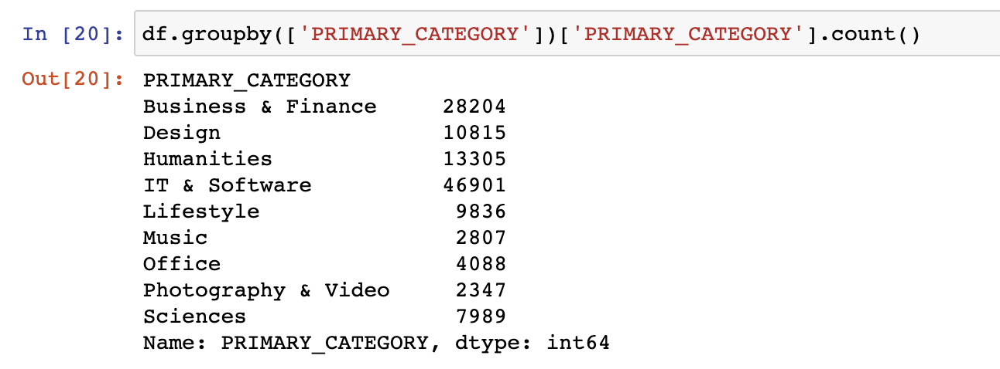 In [20]: df.groupby(['PRIMARY_CATEGORY'])['PRIMARY_CATEGORY'].count()
Out[20]: PRIMARY_CATEGORY
Business & Finance     28204
Design                 10815
Humanities             13305
IT & Software          46901
Lifestyle               9836
Music                   2807
Office                  4088
Photography & Video     2347
Sciences                7989
Name: PRIMARY_CATEGORY, dtype: int64